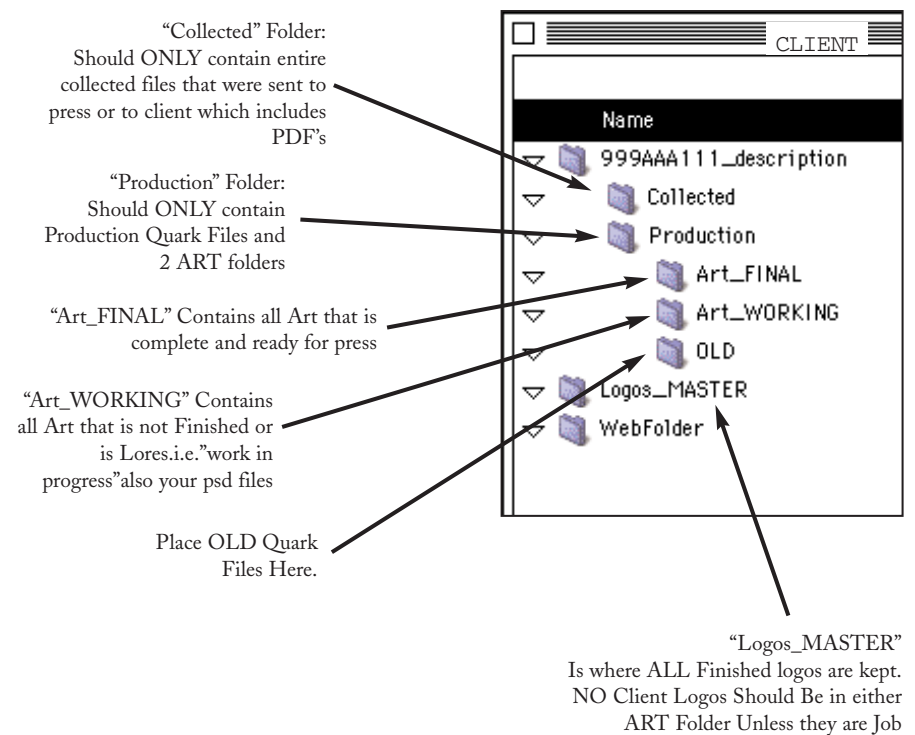 “Collected” Folder:
Should ONLY contain entire
collected files that were sent to
press or to client which includes
PDF's
“Production” Folder:
Should ONLY contain
Production Quark Files and
2 ART folders
“Art_FINAL” Contains all Art that is
complete and ready for press
“Art_WORKING” Contains
all Art that is not Finished or
is Lores.i.e.”work in
progress”also your psd files
Place OLD Quark
Files Here.
CLIENT
Name
999AAA111_description
Collected
Production
Art_FINAL
Art_WORKING
OLD
Logos_MASTER
WebFolder
“Logos_MASTER”
Is where ALL Finished logos are kept.
NO Client Logos Should Be in either
ART Folder Unless they are Job